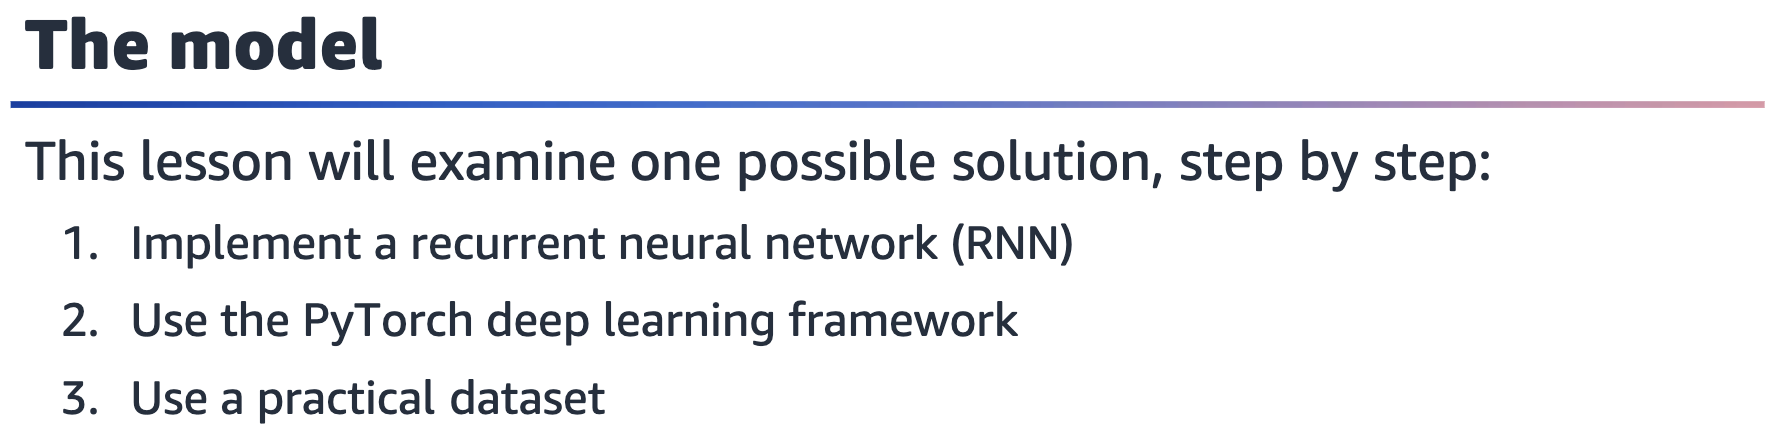 The model
This lesson will examine one possible solution, step by step:
1. Implement a recurrent neural network (RNN)
2. Use the PyTorch deep learning framework
3. Use a practical dataset